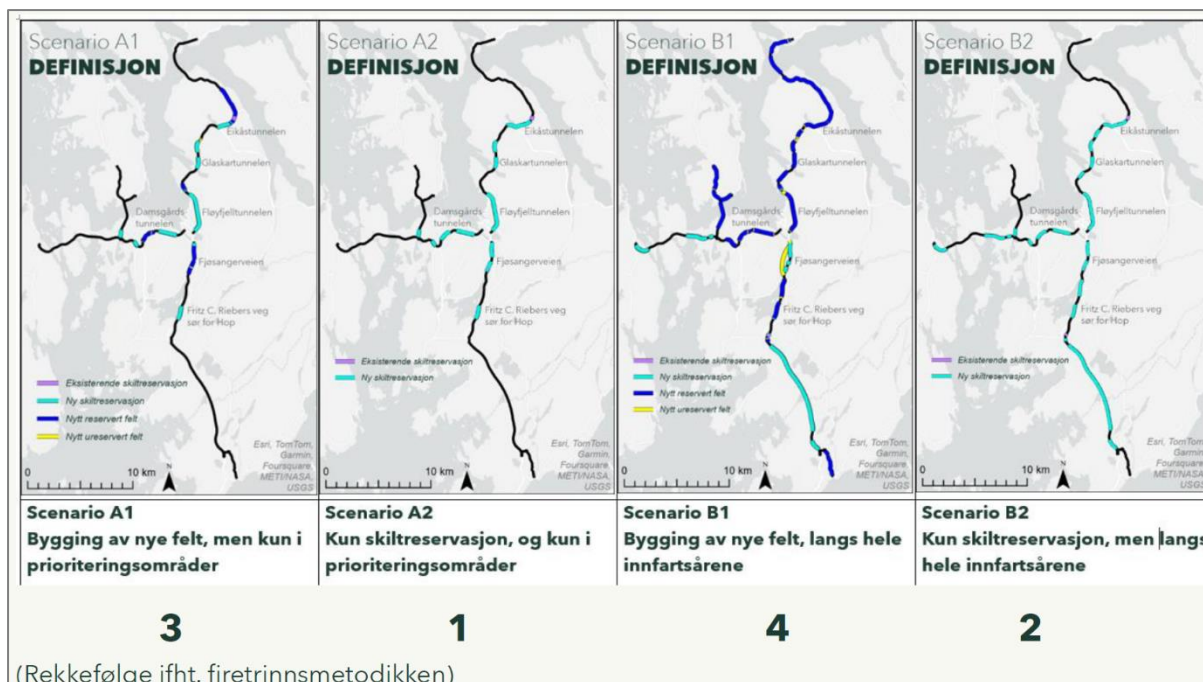 Scenario A1
DEFINISJON
Eikåstunnelen
Glaskartunnelen
Damsgårds-
tunnelen
Fløyfjelltunnelen
Fjøsangerveien
Fritz C. Riebers veg
sør for Hop
Eksisterende skiltreservasjon
Ny skiltreservasjon
Nytt reservert felt
Nytt ureservert felt
0 10 km
N
Esri, TomTom,
Garmin,
Foursquare,
METI/NASA,
USGS
Scenario A2
DEFINISJON
Eikåstunnelen
Glaskartunnelen
Damsgårds-
tunnelen
Fløyfjelltunnelen
Fjøsangerveien
Fritz C. Riebers veg
sør for Hop
Eksisterende skiltreservasjon
Ny skiltreservasjon
0 10 km
N
Esri, TomTom,
Garmin,
Foursquare,
METI/NASA,
USGS
Scenario B1
DEFINISJON
Eikåstunnelen
Glaskartunnelen
Damsgårds-
tunnelen
Fløyfjelltunnelen
Fjøsangerveien
Fritz C. Riebers veg
sør for Hop
Eksisterende skiltreservasjon
Ny skiltreservasjon
Nytt reservert felt
Nytt ureservert felt
0 10 km
N
Esri, TomTom,
Garmin,
Foursquare,
METI/NASA,
USGS
Scenario B2
DEFINISJON
Eikåstunnelen
Glaskartunnelen
Damsgårds-
tunnelen
Fløyfjelltunnelen
Fjøsangerveien
Fritz C. Riebers veg
sør for Hop
Eksisterende skiltreservasjon
Ny skiltreservasjon
0 10 km
N
Esri, TomTom,
Garmin,
Foursquare,
METI/NASA,
USGS
Scenario A1
Bygging av nye felt, men kun i
prioriteringsområder
Scenario A2
Kun skiltreservasjon, og kun i
prioriteringsområder
Scenario B1
Bygging av nye felt, langs hele
innfartsårene
Scenario B2
Kun skiltreservasjon, men langs
hele innfartsårene
3 1 4 2
(Rekkefølge ifht. firetrinnsmetodikken)